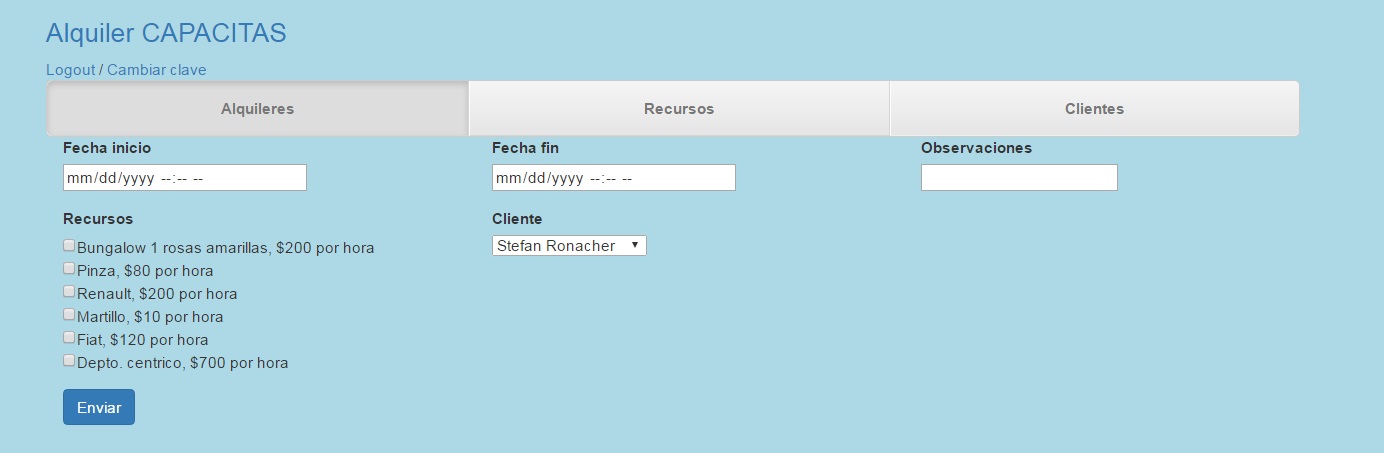 Alquiler CAPACITAS
Logout / Cambiar clave
Alquileres Recursos Clientes
Fecha inicio Fecha fin Observaciones
mm/dd/yyyy --:-- -- mm/dd/yyyy --:-- --
Recursos Cliente
Bungalow 1 rosas amarillas, $200 por hora Stefan Ronacher
Pinza, $80 por hora
Renault, $200 por hora
Martillo, $10 por hora
Fiat, $120 por hora
Depto. centrico, $700 por hora
Enviar